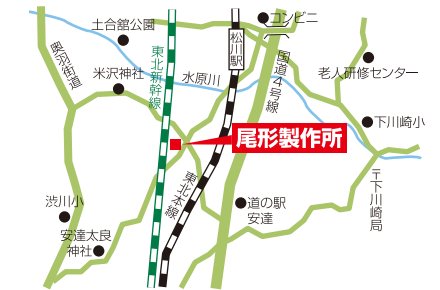 土合舘公園
コンビニ
松川駅
奥羽街道
東北新幹線
国道4号線
米沢神社
水原川
老人研修センター
尾形製作所
下川崎小
東北本線
〒下川崎局
渋川小
道の駅
安達
安達太良
神社